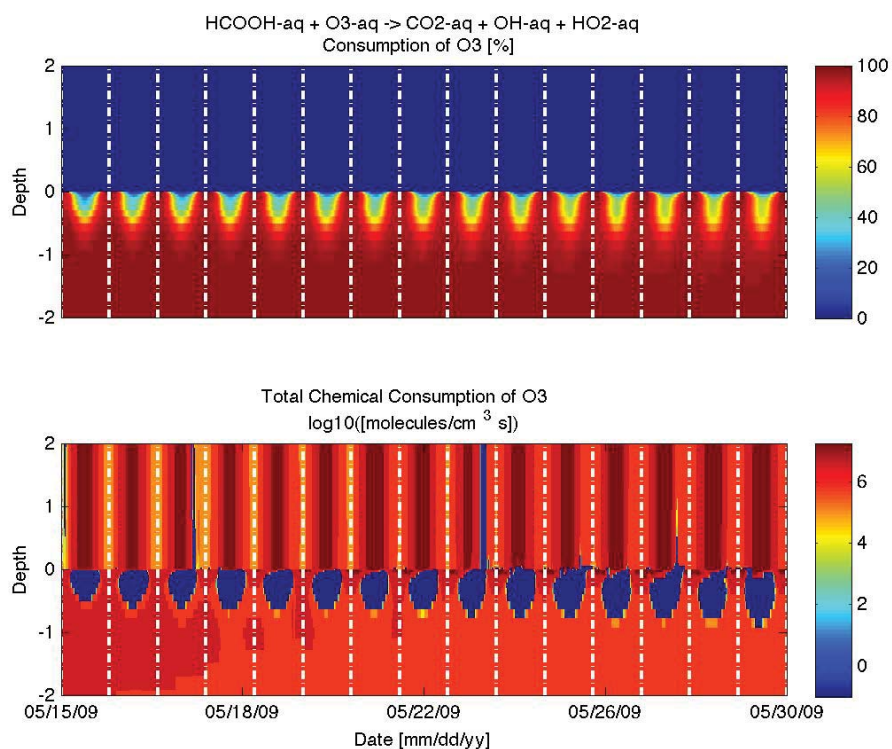 HCOOH-aq + O3-aq -> CO2-aq + OH-aq + HO2-aq
Consumption of O3 [%]
2
1
0
-1
-2
Depth
100
80
60
40
20
0
Total Chemical Consumption of O3
log10([molecules/cm 3 s])
2
1
0
-1
-2
Depth
6
4
2
0
05/15/09 05/18/09 05/22/09 05/26/09 05/30/09
Date [mm/dd/yy]